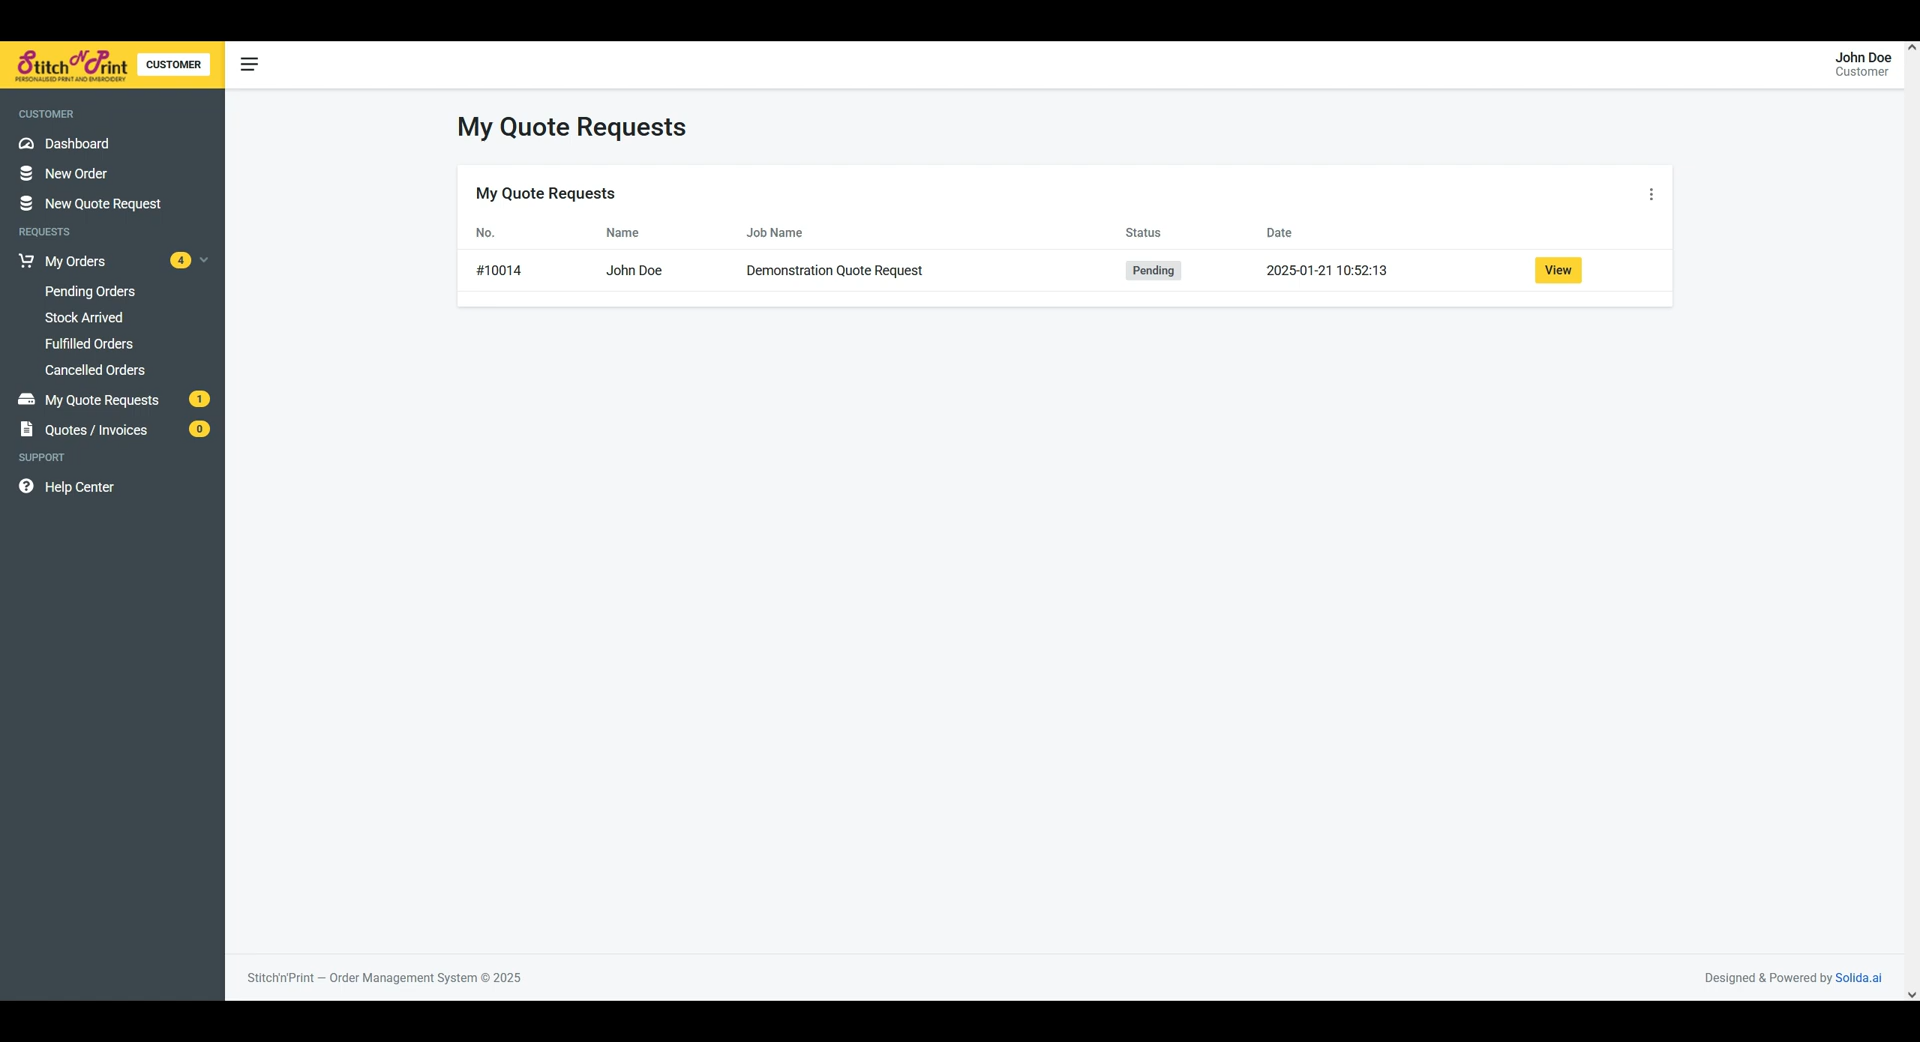 Stitch'N'Print
PERSONALISED PRINT AND EMBROIDERY
CUSTOMER
John Doe
Customer
CUSTOMER
Dashboard
New Order
New Quote Request
REQUESTS
My Orders 4
Pending Orders
Stock Arrived
Fulfilled Orders
Cancelled Orders
My Quote Requests 1
Quotes / Invoices 0
SUPPORT
Help Center
My Quote Requests
My Quote Requests
No. Name Job Name Status Date
#10014 John Doe Demonstration Quote Request Pending 2025-01-21 10:52:13 View
Stitch'n'Print — Order Management System © 2025
Designed & Powered by Solida.ai